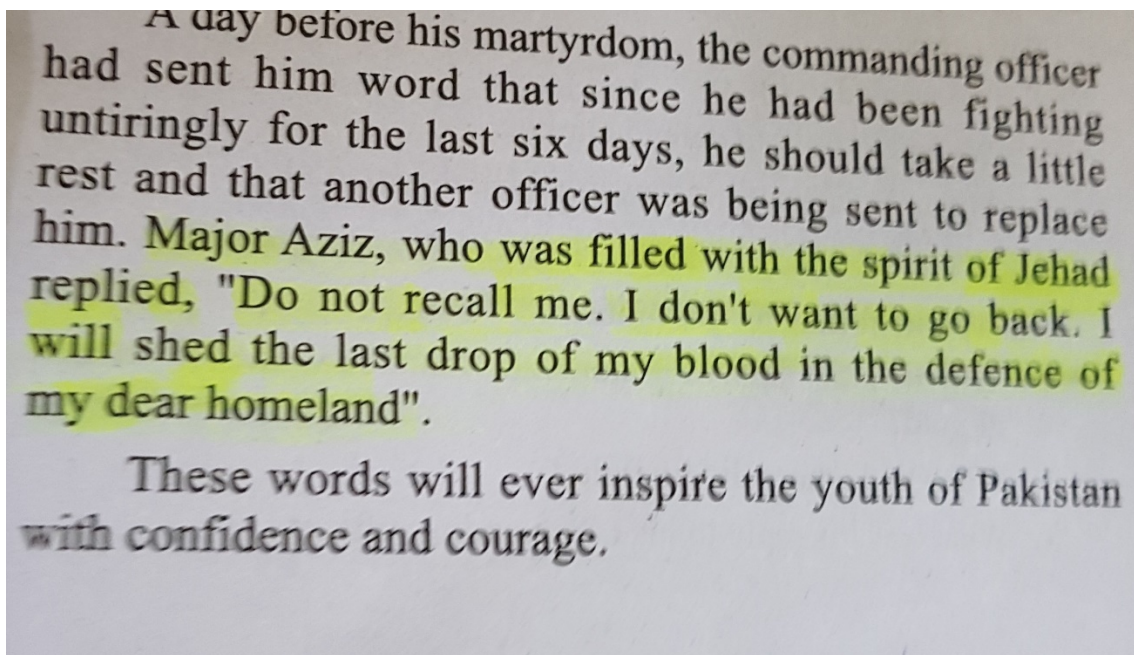 A day before his martyrdom, the commanding officer
had sent him word that since he had been fighting
untiringly for the last six days, he should take a little
rest and that another officer was being sent to replace
him. Major Aziz, who was filled with the spirit of Jehad
replied, "Do not recall me. I don't want to go back. I
will shed the last drop of my blood in the defence of
my dear homeland".
These words will ever inspire the youth of Pakistan
with confidence and courage.